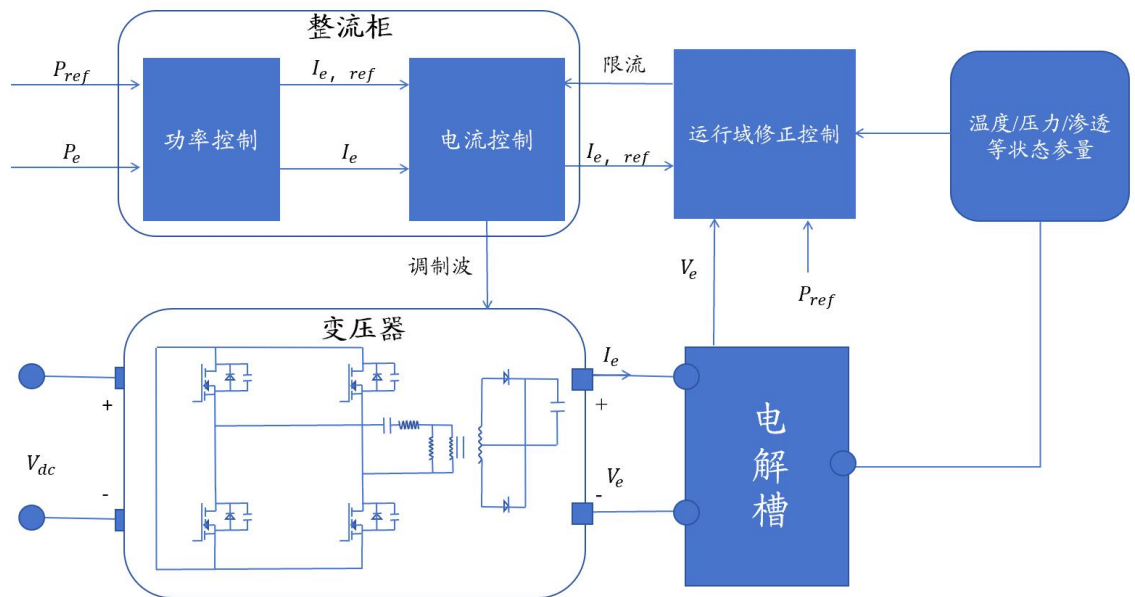 整流柜
P_ref
P_e
功率控制
I_e, ref
I_e
电流控制
限流
I_e, ref
运行域修正控制
温度/压力/渗透
等状态参量
调制波
V_e
P_ref
变压器
+
V_dc
-
I_e
+
V_e
-
电
解
槽